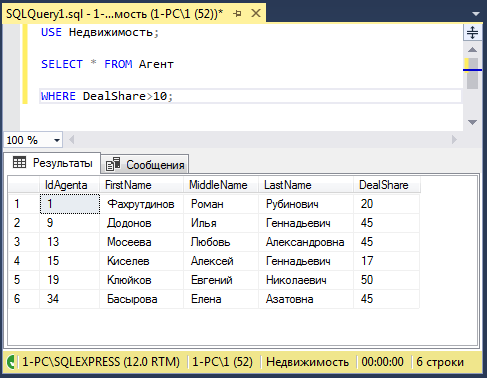 SQLQuery1.sql - 1-...мость (1-PC\1 (52))*
USE Недвижимость;
SELECT * FROM Агент
WHERE DealShare>10;
100 %
Результаты Сообщения
IdAgenta FirstName MiddleName LastName DealShare
1 1 Фахрутдинов Роман Рубинович 20
2 9 Додонов Илья Геннадьевич 45
3 13 Мосеева Любовь Александровна 45
4 15 Киселев Алексей Геннадьевич 17
5 19 Клюйков Евгений Николаевич 50
6 34 Басырова Елена Азатовна 45
1-PC\SQLEXPRESS (12.0 RTM) 1-PC\1 (52) Недвижимость 00:00:00 6 строки